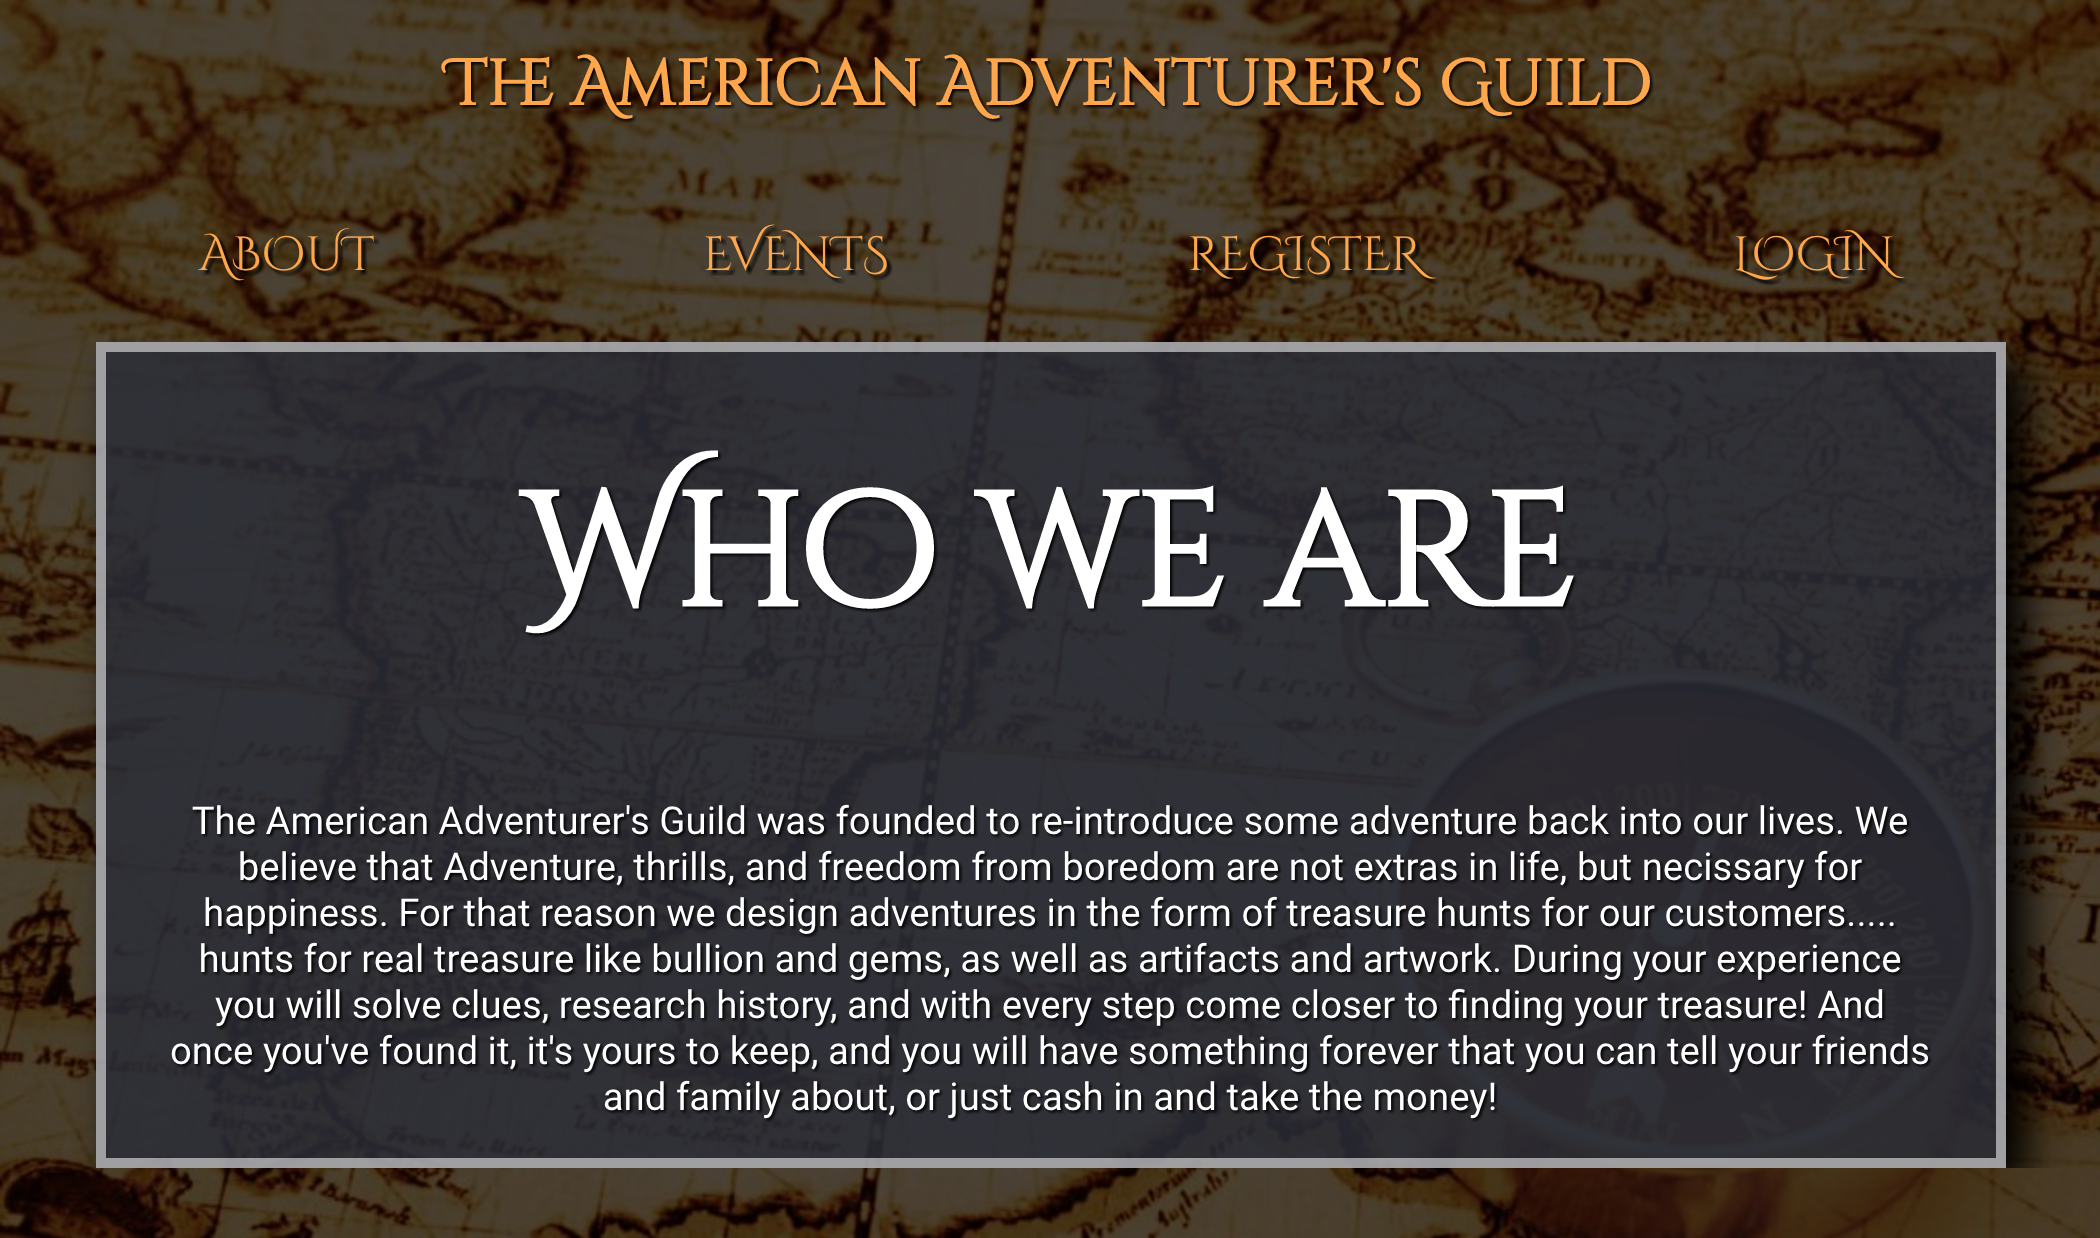 The American Adventurer's Guild
ABOUT EVENTS REGISTER LOGIN
Who we are
The American Adventurer's Guild was founded to re-introduce some adventure back into our lives. We
believe that Adventure, thrills, and freedom from boredom are not extras in life, but necissary for
happiness. For that reason we design adventures in the form of treasure hunts for our customers.....
hunts for real treasure like bullion and gems, as well as artifacts and artwork. During your experience
you will solve clues, research history, and with every step come closer to finding your treasure! And
once you've found it, it's yours to keep, and you will have something forever that you can tell your friends
and family about, or just cash in and take the money!
MAR
DEL
NORT